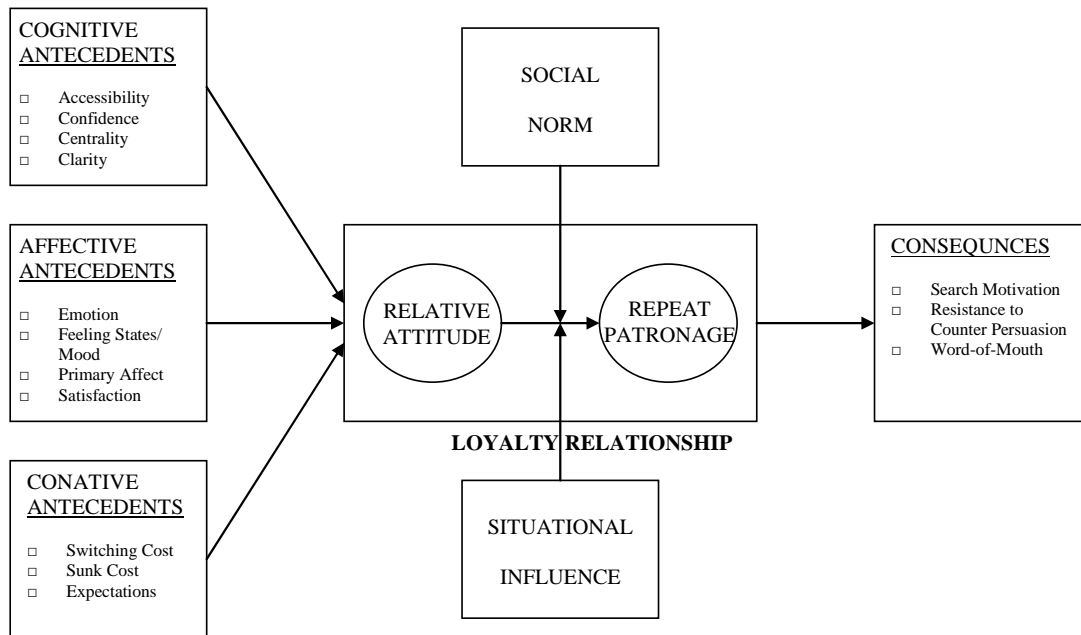 COGNITIVE
ANTECEDENTS
□ Accessibility
□ Confidence
□ Centrality
□ Clarity
AFFECTIVE
ANTECEDENTS
□ Emotion
□ Feeling States/
Mood
□ Primary Affect
□ Satisfaction
CONATIVE
ANTECEDENTS
□ Switching Cost
□ Sunk Cost
□ Expectations
SOCIAL
NORM
RELATIVE
ATTITUDE
REPEAT
PATRONAGE
LOYALTY RELATIONSHIP
SITUATIONAL
INFLUENCE
CONSEQUNCES
□ Search Motivation
□ Resistance to
Counter Persuasion
□ Word-of-Mouth